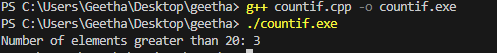 PS C:\Users\Geetha\Desktop\geetha> g++ countif.cpp -o countif.exe
PS C:\Users\Geetha\Desktop\geetha> ./countif.exe
Number of elements greater than 20: 3